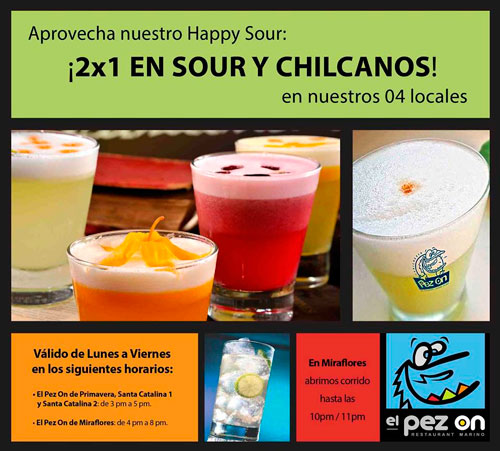 Aprovecha nuestro Happy Sour:
¡2x1 EN SOUR Y CHILCANOS!
en nuestros 04 locales
Pez On
Válido de Lunes a Viernes
en los siguientes horarios:
• El Pez On de Primavera, Santa Catalina 1
y Santa Catalina 2: de 3 pm a 5 pm.
• El Pez On de Miraflores: de 4 pm a 8 pm.
En Miraflores
abrimos corrido
hasta las
10pm / 11pm
el pez on
RESTAURANT MARINO